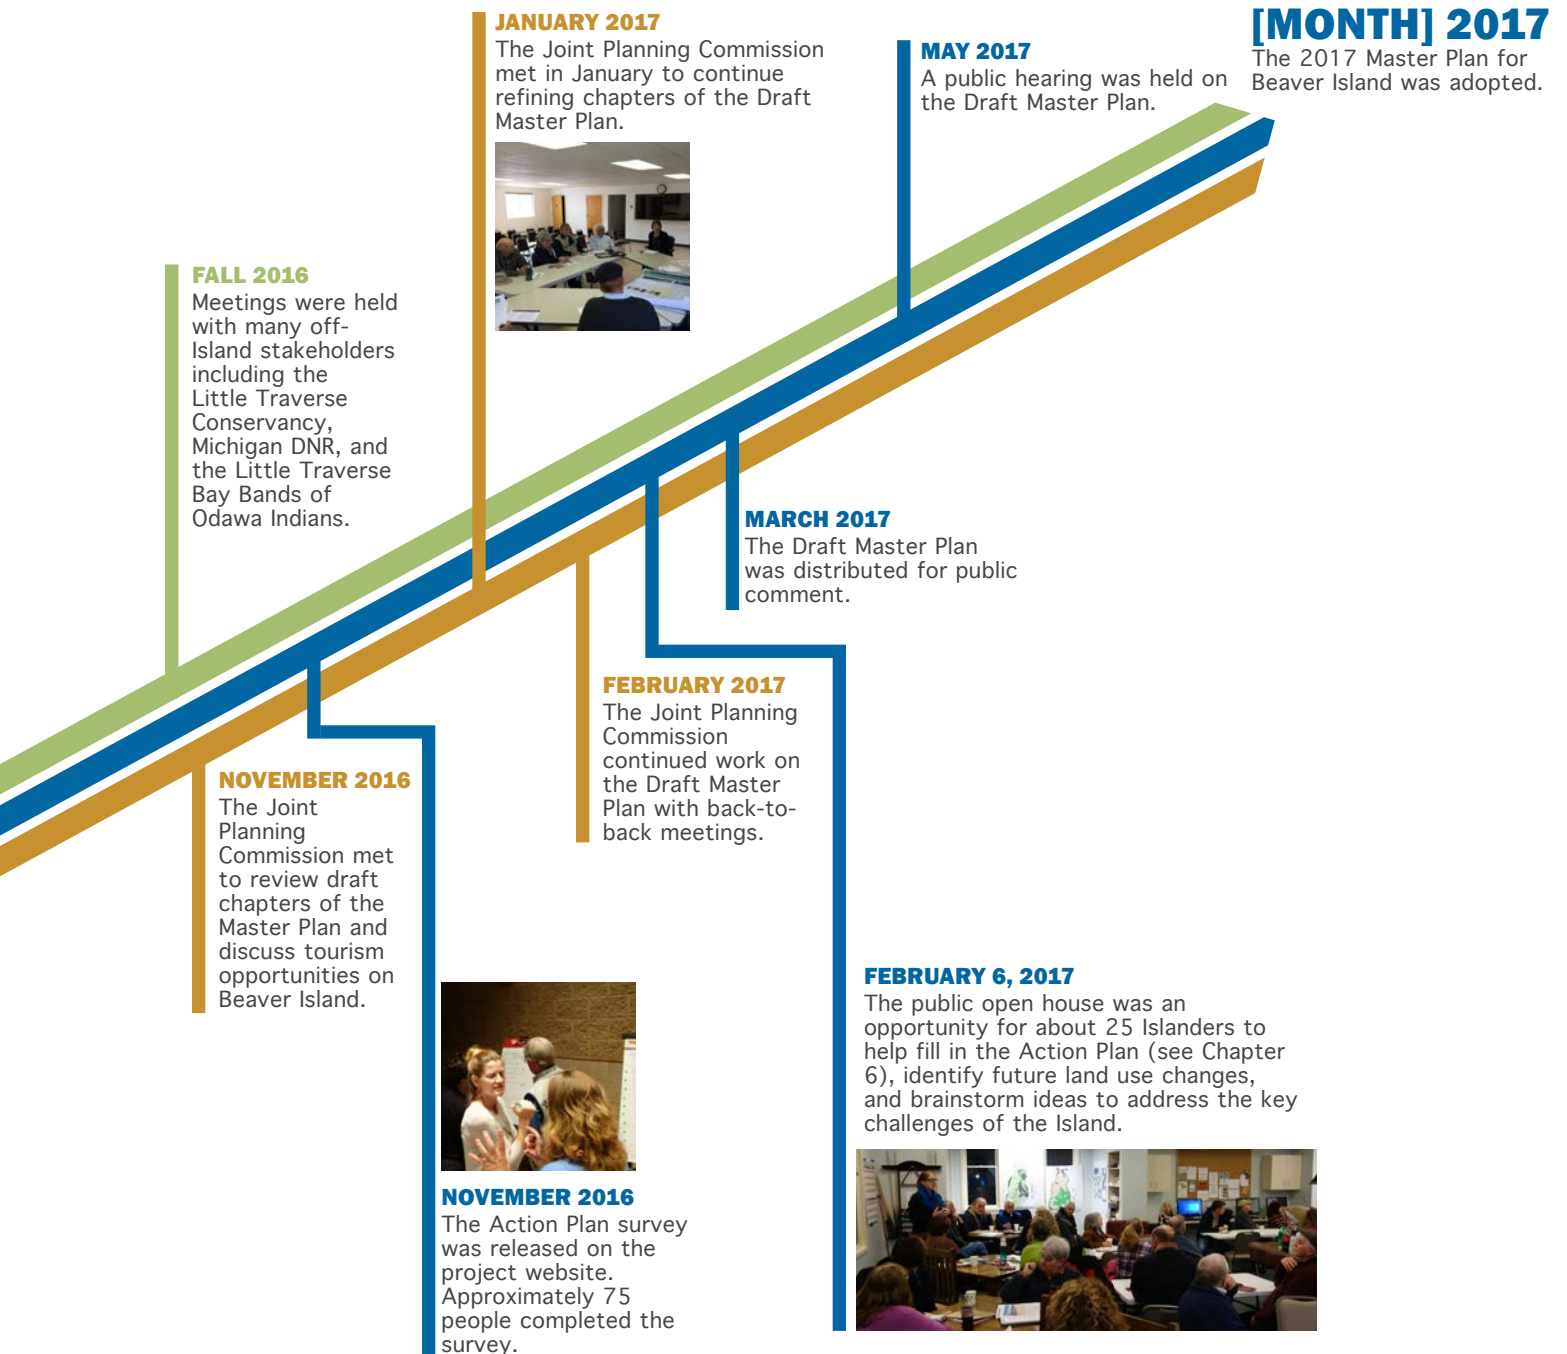 JANUARY 2017
The Joint Planning Commission
met in January to continue
refining chapters of the Draft
Master Plan.
MAY 2017
A public hearing was held on
the Draft Master Plan.
[MONTH] 2017
The 2017 Master Plan for
Beaver Island was adopted.
FALL 2016
Meetings were held
with many off-
Island stakeholders
including the
Little Traverse
Conservancy,
Michigan DNR, and
the Little Traverse
Bay Bands of
Odawa Indians.
MARCH 2017
The Draft Master Plan
was distributed for public
comment.
FEBRUARY 2017
The Joint Planning
Commission
continued work on
the Draft Master
Plan with back-to-
back meetings.
NOVEMBER 2016
The Joint
Planning
Commission met
to review draft
chapters of the
Master Plan and
discuss tourism
opportunities on
Beaver Island.
FEBRUARY 6, 2017
The public open house was an
opportunity for about 25 Islanders to
help fill in the Action Plan (see Chapter
6), identify future land use changes,
and brainstorm ideas to address the key
challenges of the Island.
NOVEMBER 2016
The Action Plan survey
was released on the
project website.
Approximately 75
people completed the
survey.